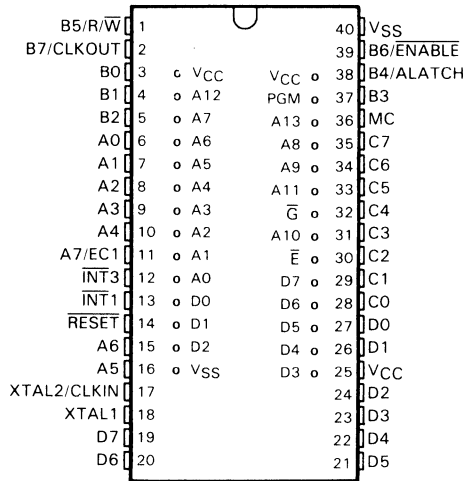 B5/R/W̅ 1 40 VSS
B7/CLKOUT 2 39 B6/E̅N̅A̅B̅L̅E̅
B0 3 VCC VCC 38 B4/ALATCH
B1 4 A12 PGM 37 B3
B2 5 A7 A13 36 MC
A0 6 A6 A8 35 C7
A1 7 A5 A9 34 C6
A2 8 A4 A11 33 C5
A3 9 A3 G̅ 32 C4
A4 10 A2 A10 31 C3
A7/EC1 11 A1 E̅ 30 C2
I̅N̅T̅3 12 A0 D7 29 C1
I̅N̅T̅1 13 D0 D6 28 C0
R̅E̅S̅E̅T̅ 14 D1 D5 27 D0
A6 15 D2 D4 26 D1
A5 16 VSS D3 25 VCC
XTAL2/CLKIN 17 24 D2
XTAL1 18 23 D3
D7 19 22 D4
D6 20 21 D5